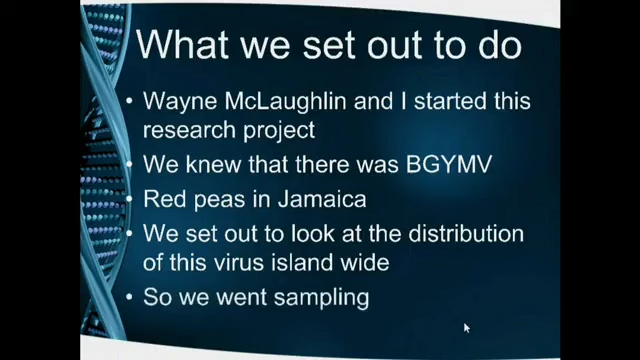 What we set out to do
• Wayne McLaughlin and I started this
research project
• We knew that there was BGYMV
• Red peas in Jamaica
• We set out to look at the distribution
of this virus island wide
• So we went sampling